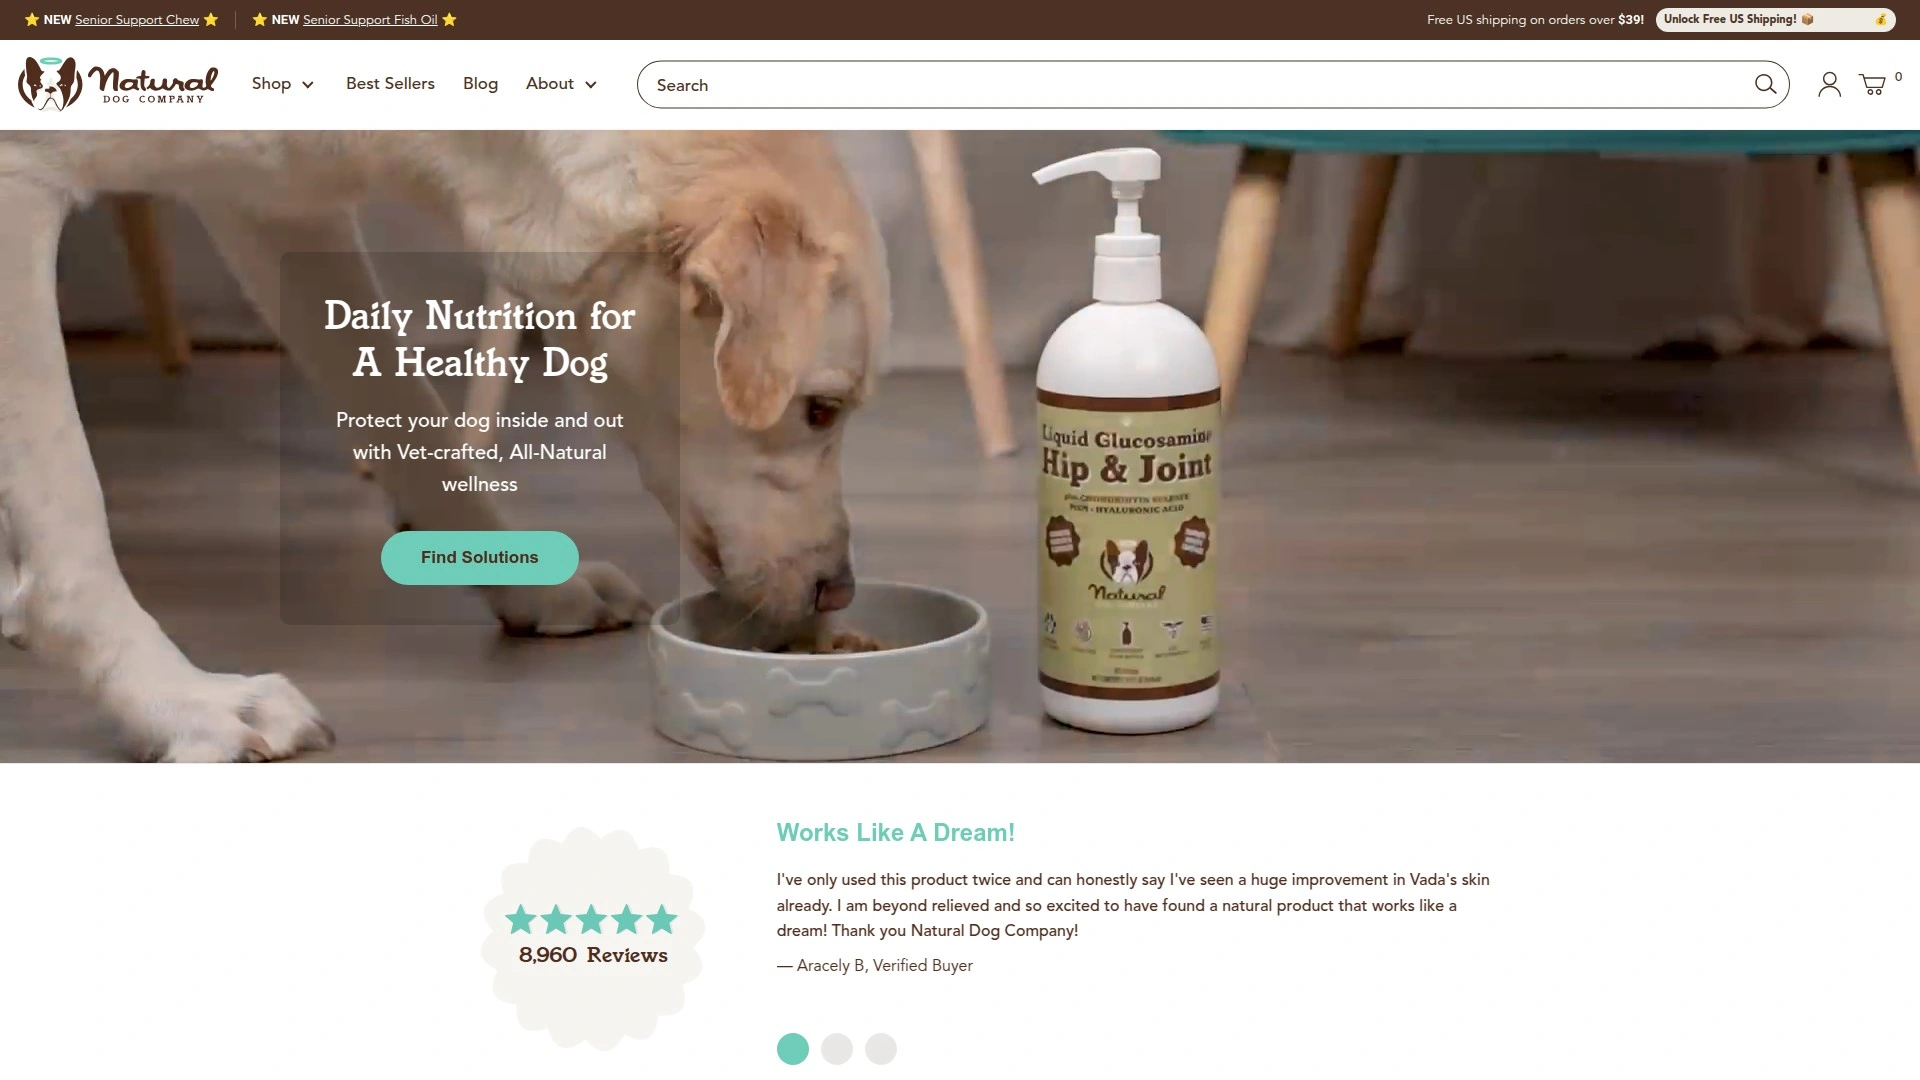 NEW Senior Support Chew
NEW Senior Support Fish Oil
Free US shipping on orders over $39!
Unlock Free US Shipping!
Natural
DOG COMPANY
Shop
Best Sellers
Blog
About
Search
0
Daily Nutrition for
A Healthy Dog
Protect your dog inside and out
with Vet-crafted, All-Natural
wellness
Find Solutions
Liquid Glucosamine
Hip & Joint
HYALURONIC ACID
Natural
8,960 Reviews
Works Like A Dream!
I've only used this product twice and can honestly say I've seen a huge improvement in Vada's skin
already. I am beyond relieved and so excited to have found a natural product that works like a
dream! Thank you Natural Dog Company!
— Aracely B, Verified Buyer